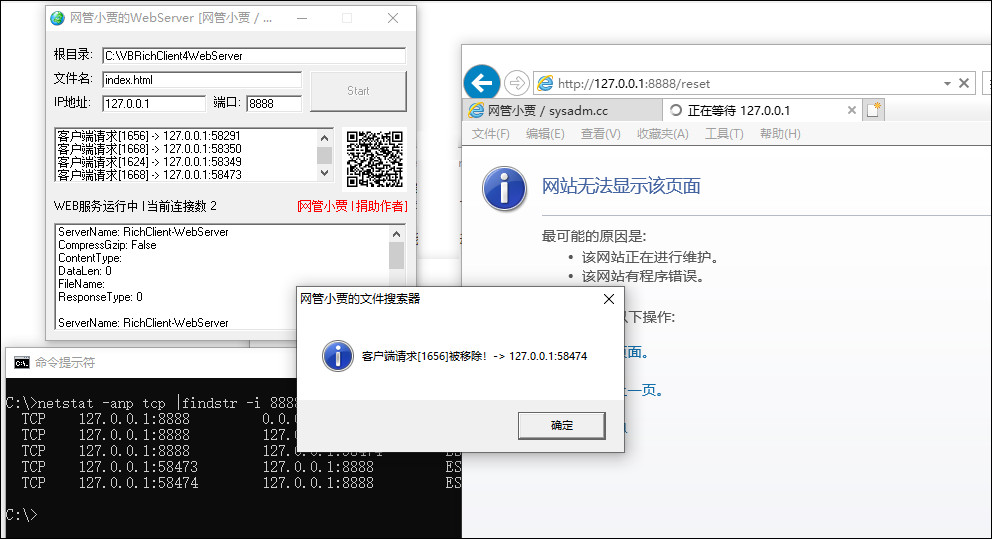 网管小贾的WebServer [网管小贾 / ...
根目录: C:\VBRichClient4WebServer
文件名: index.html
IP地址: 127.0.0.1 端口: 8888
Start
客户端请求[1656] -> 127.0.0.1:58291
客户端请求[1668] -> 127.0.0.1:58350
客户端请求[1624] -> 127.0.0.1:58349
客户端请求[1668] -> 127.0.0.1:58473
WEB服务运行中 | 当前连接数 2
[网管小贾 | 捐助作者]
ServerName: RichClient-WebServer
CompressGzip: False
ContentType:
DataLen: 0
FileName:
ResponseType: 0
ServerName: RichClient-WebServer
http://127.0.0.1:8888/reset
网管小贾 / sysadm.cc
正在等待 127.0.0.1
文件(F) 编辑(E) 查看(V) 收藏夹(A) 工具(T) 帮助(H)
网站无法显示该页面
最可能的原因是:
• 该网站正在进行维护。
• 该网站有程序错误。
以下操作:
页面。
上一页。
网管小贾的文件搜索器
客户端请求[1656]被移除! -> 127.0.0.1:58474
确定
命令提示符
C:\>netstat -anp tcp |findstr -i 8888
TCP 127.0.0.1:8888 0.0.0
TCP 127.0.0.1:8888 127.0
TCP 127.0.0.1:8888 127.0.0.1:58474 ES
TCP 127.0.0.1:58473 127.0.0.1:8888 ES
TCP 127.0.0.1:58474 127.0.0.1:8888 ES
C:\>